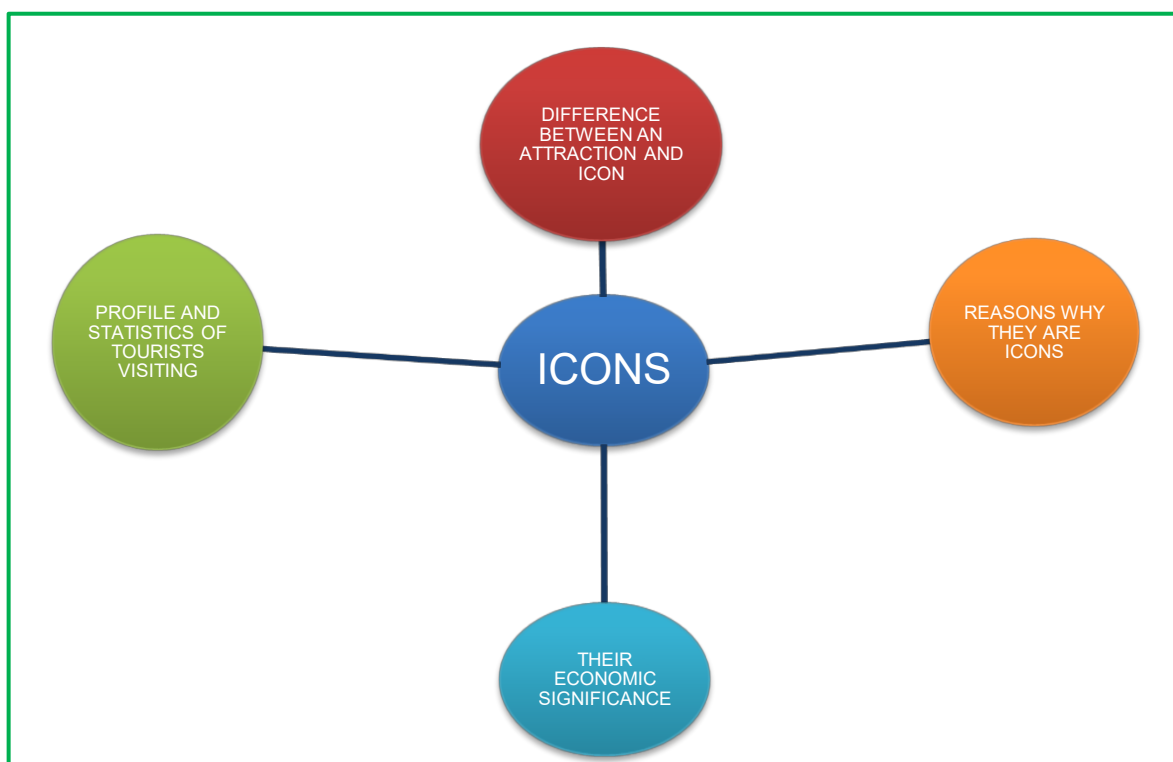 DIFFERENCE
BETWEEN AN
ATTRACTION AND
ICON
PROFILE AND
STATISTICS OF
TOURISTS
VISITING
ICONS
REASONS WHY
THEY ARE
ICONS
THEIR
ECONOMIC
SIGNIFICANCE